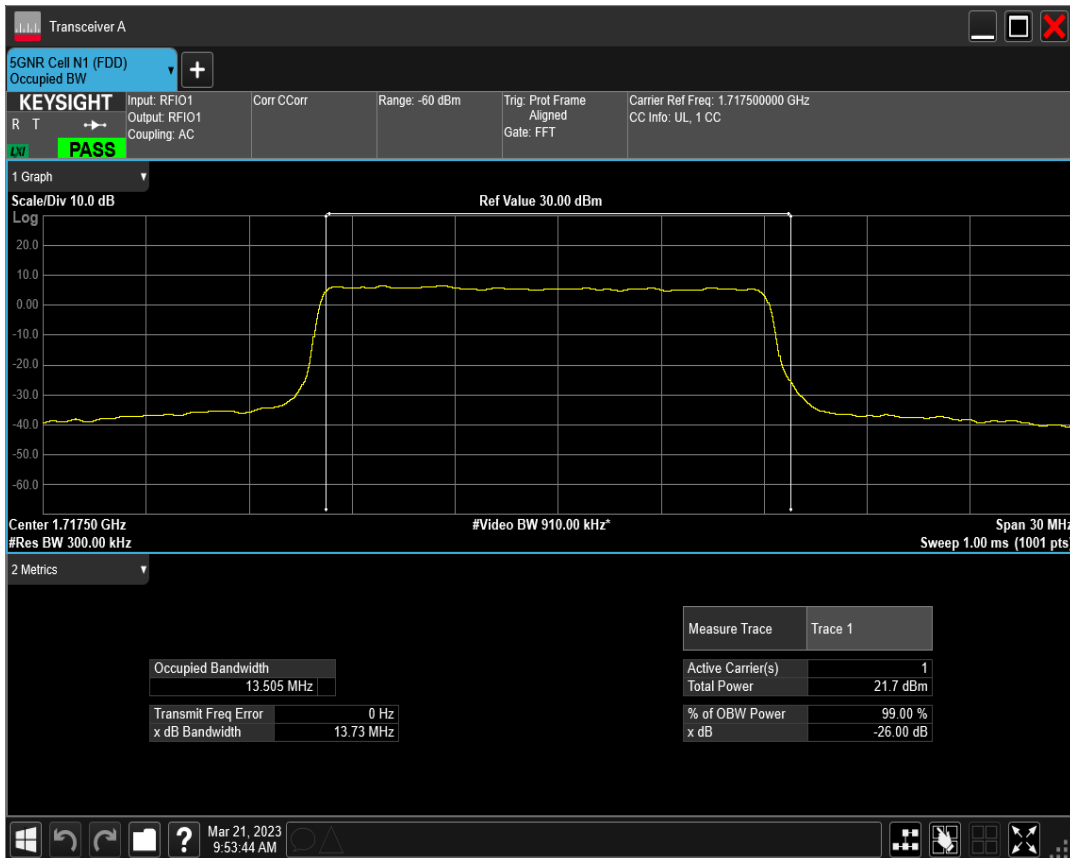 Transceiver A
5GNR Cell N1 (FDD)
Occupied BW
+
KEYSIGHT
R T
LXI
PASS
Input: RFIO1
Output: RFIO1
Coupling: AC
Corr CCorr
Range: -60 dBm
Trig: Prot Frame
Aligned
Gate: FFT
Carrier Ref Freq: 1.717500000 GHz
CC Info: UL, 1 CC
1 Graph
Scale/Div 10.0 dB
Ref Value 30.00 dBm
Log
20.0
10.0
0.00
-10.0
-20.0
-30.0
-40.0
-50.0
-60.0
Center 1.71750 GHz
#Video BW 910.00 kHz*
Span 30 MHz
#Res BW 300.00 kHz
Sweep 1.00 ms (1001 pts)
2 Metrics
Measure Trace
Trace 1
Occupied Bandwidth
13.505 MHz
Active Carrier(s) 1
Total Power 21.7 dBm
Transmit Freq Error 0 Hz
x dB Bandwidth 13.73 MHz
% of OBW Power 99.00 %
x dB -26.00 dB
?
Mar 21, 2023
9:53:44 AM